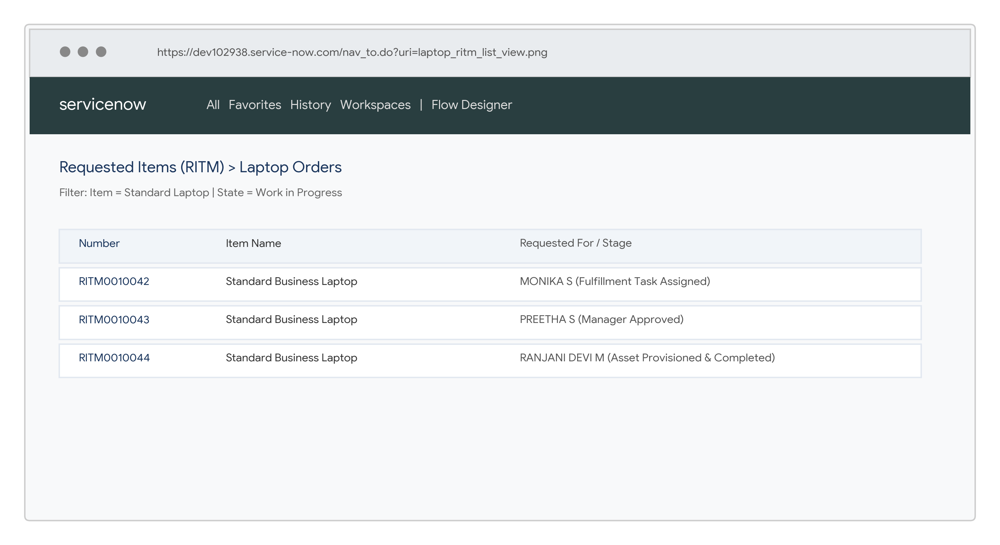 https://dev102938.service-now.com/nav_to.do?uri=laptop_ritm_list_view.png
servicenow All Favorites History Workspaces | Flow Designer
Requested Items (RITM) > Laptop Orders
Filter: Item = Standard Laptop | State = Work in Progress
Number Item Name Requested For / Stage
RITM0010042 Standard Business Laptop MONIKA S (Fulfillment Task Assigned)
RITM0010043 Standard Business Laptop PREETHA S (Manager Approved)
RITM0010044 Standard Business Laptop RANJANI DEVI M (Asset Provisioned & Completed)